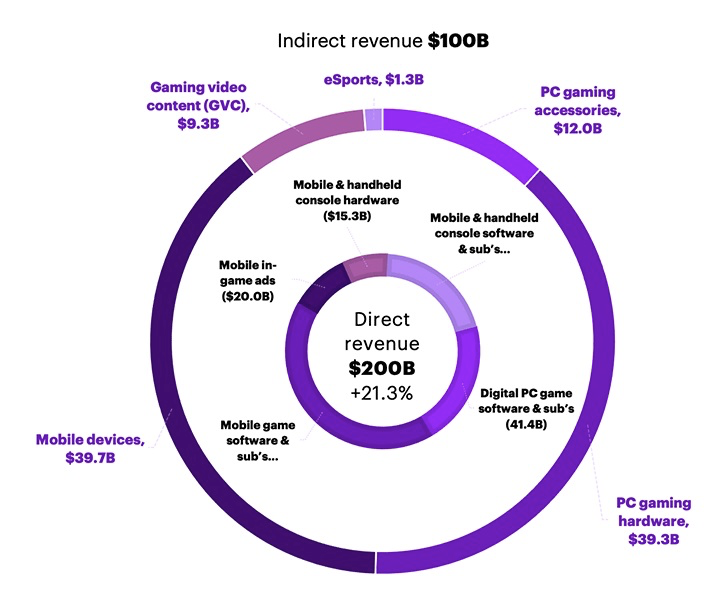 Indirect revenue $100B
eSports, $1.3B
Gaming video
content (GVC),
$9.3B
PC gaming
accessories,
$12.0B
Mobile & handheld
console hardware
($15.3B)
Mobile & handheld
console software
& sub's...
Mobile in-
game ads
($20.0B)
Direct
revenue
$200B
+21.3%
Digital PC game
software & sub's
(41.4B)
Mobile game
software &
sub's...
Mobile devices,
$39.7B
PC gaming
hardware,
$39.3B